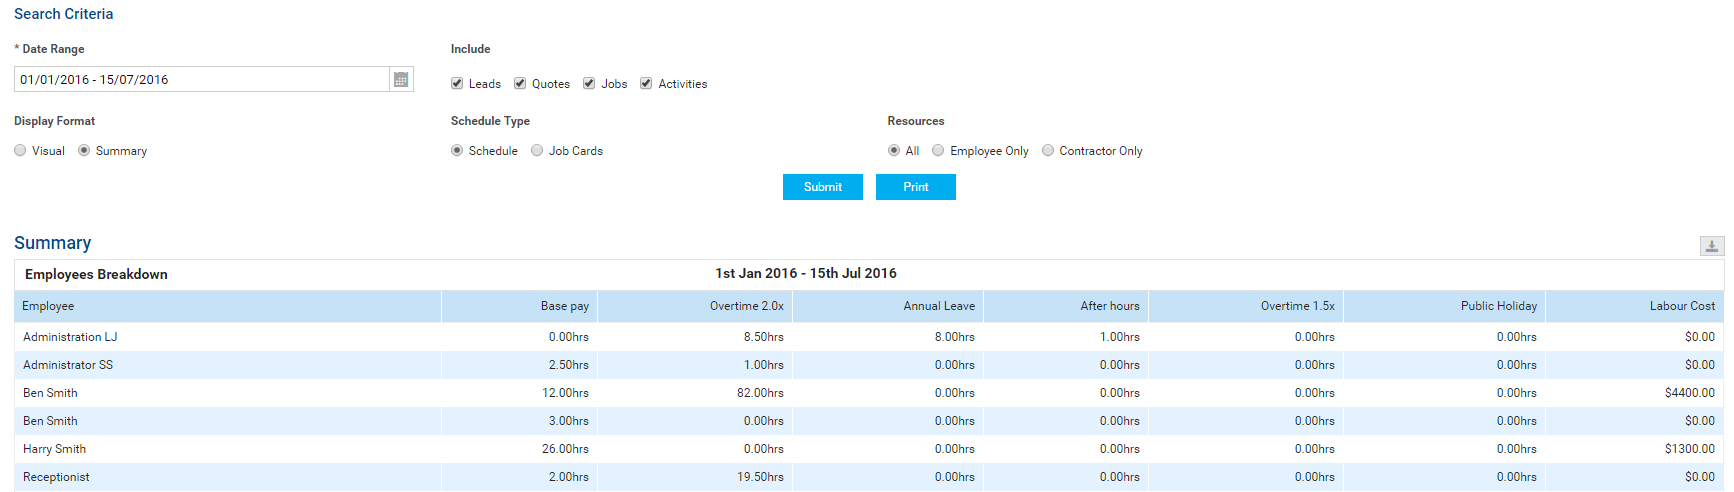 Search Criteria
* Date Range
Include
01/01/2016 - 15/07/2016
Leads Quotes Jobs Activities
Display Format
Schedule Type
Resources
Visual Summary
Schedule Job Cards
All Employee Only Contractor Only
Submit Print
Summary
Employees Breakdown 1st Jan 2016 - 15th Jul 2016
Employee Base pay Overtime 2.0x Annual Leave After hours Overtime 1.5x Public Holiday Labour Cost
Administration LJ 0.00hrs 8.50hrs 8.00hrs 1.00hrs 0.00hrs 0.00hrs $0.00
Administrator SS 2.50hrs 1.00hrs 0.00hrs 0.00hrs 0.00hrs 0.00hrs $0.00
Ben Smith 12.00hrs 82.00hrs 0.00hrs 0.00hrs 0.00hrs 0.00hrs $4400.00
Ben Smith 3.00hrs 0.00hrs 0.00hrs 0.00hrs 0.00hrs 0.00hrs $0.00
Harry Smith 26.00hrs 0.00hrs 0.00hrs 0.00hrs 0.00hrs 0.00hrs $1300.00
Receptionist 2.00hrs 19.50hrs 0.00hrs 0.00hrs 0.00hrs 0.00hrs $0.00